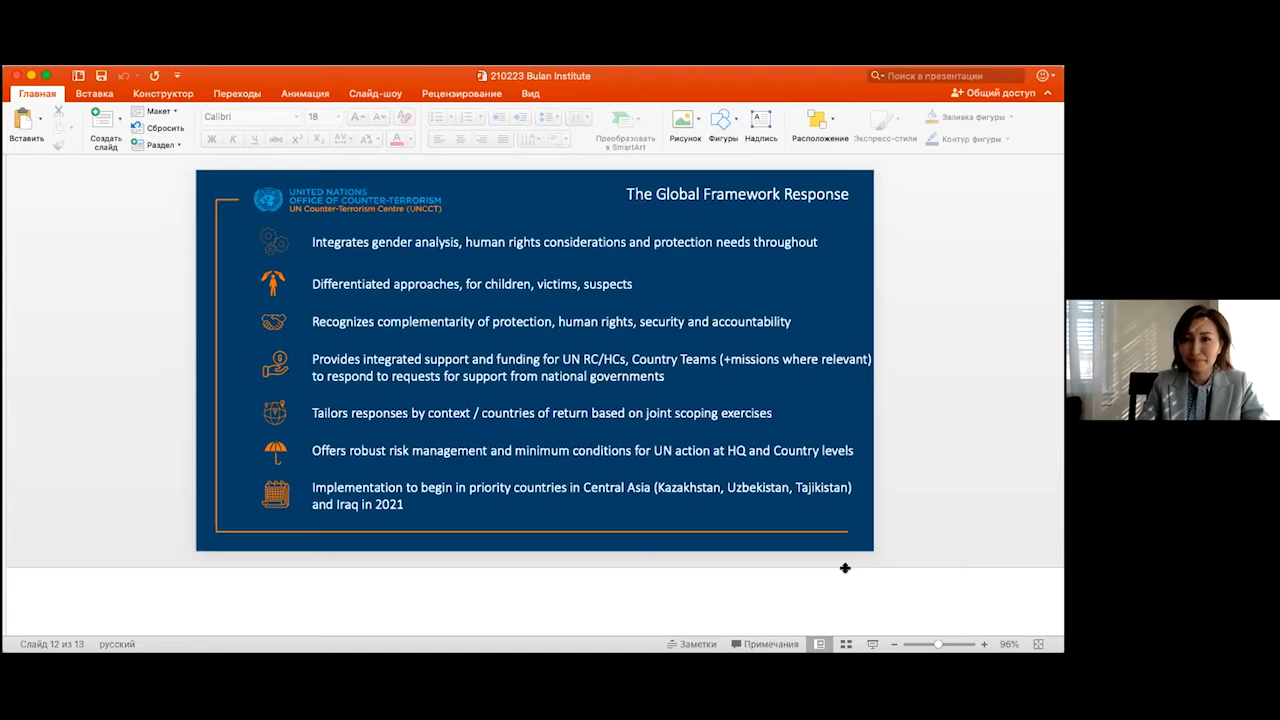 210223 Bulan Institute
Поиск в презентации
Главная
Вставка
Конструктор
Переходы
Анимация
Слайд-шоу
Рецензирование
Вид
Общий доступ
Вставить
Создать
слайд
Макет
Сбросить
Раздел
Calibri
18
Ж К Ч
Преобразовать
в SmartArt
Рисунок
Фигуры
Надпись
Расположение
Экспресс-стили
Заливка фигуры
Контур фигуры
UNITED NATIONS
OFFICE OF COUNTER-TERRORISM
UN Counter-Terrorism Centre (UNCCT)
The Global Framework Response
Integrates gender analysis, human rights considerations and protection needs throughout
Differentiated approaches, for children, victims, suspects
Recognizes complementarity of protection, human rights, security and accountability
Provides integrated support and funding for UN RC/HCs, Country Teams (+missions where relevant)
to respond to requests for support from national governments
Tailors responses by context / countries of return based on joint scoping exercises
Offers robust risk management and minimum conditions for UN action at HQ and Country levels
Implementation to begin in priority countries in Central Asia (Kazakhstan, Uzbekistan, Tajikistan)
and Iraq in 2021
Слайд 12 из 13
русский
Заметки
Примечания
96%